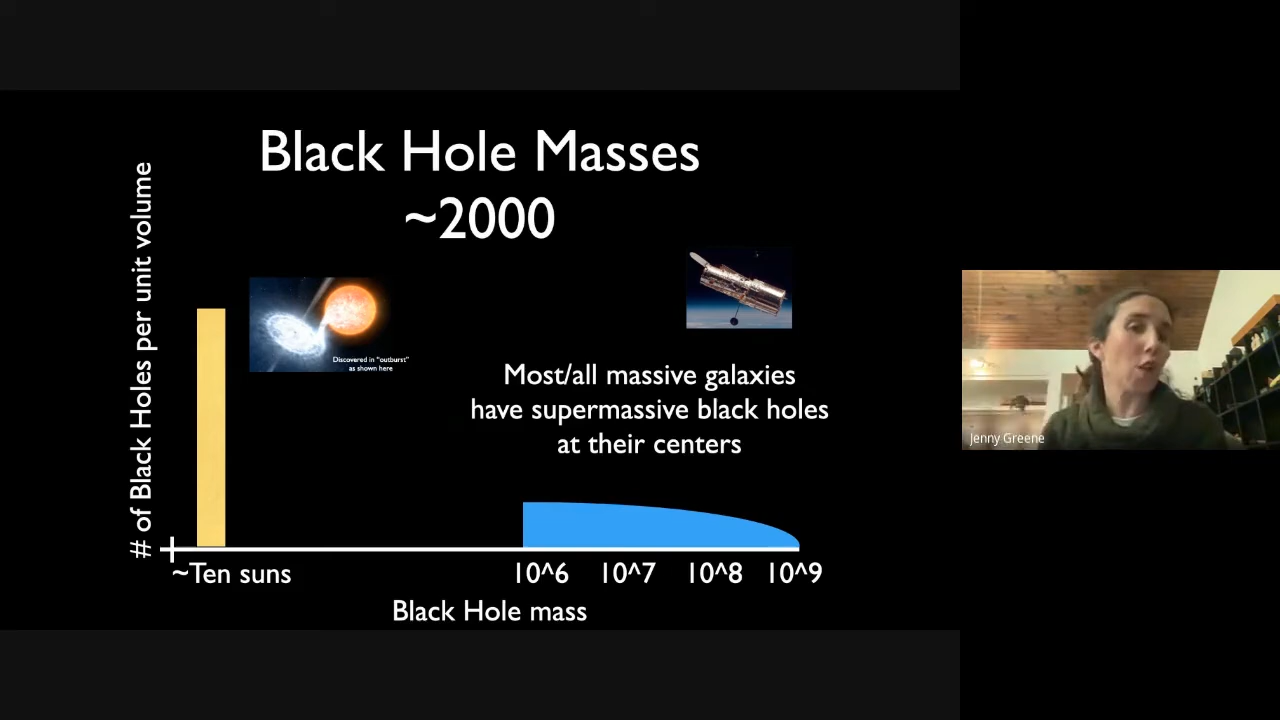 Black Hole Masses
~2000
# of Black Holes per unit volume
Discovered in "outburst"
as shown here
Most/all massive galaxies
have supermassive black holes
at their centers
~Ten suns
10^6
10^7
10^8
10^9
Black Hole mass
Jenny Greene